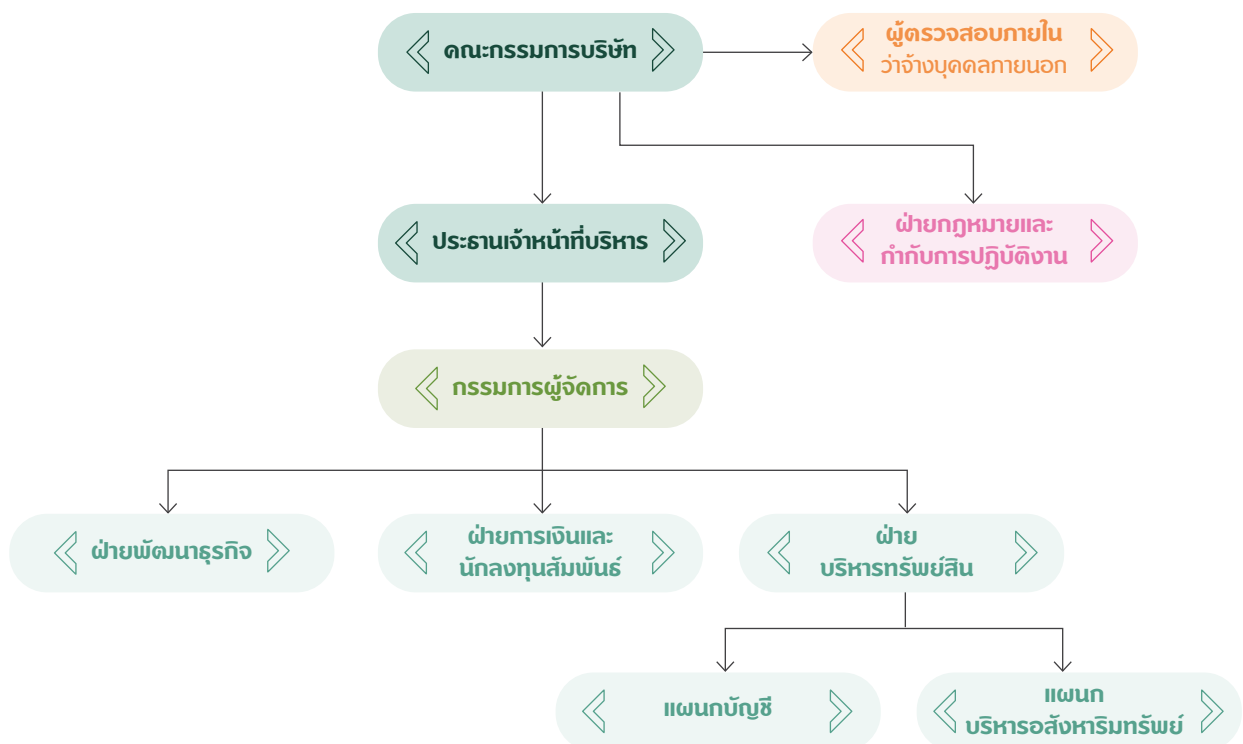 คณะกรรมการบริษัท
ผู้ตรวจสอบภายใน
ว่าจ้างบุคคลภายนอก
ประธานเจ้าหน้าที่บริหาร
ฝ่ายกฎหมายและ
กำกับการปฏิบัติงาน
กรรมการผู้จัดการ
ฝ่ายพัฒนาธุรกิจ
ฝ่ายการเงินและ
นักลงทุนสัมพันธ์
ฝ่าย
บริหารทรัพย์สิน
แผนกบัญชี
แผนก
บริหารอสังหาริมทรัพย์